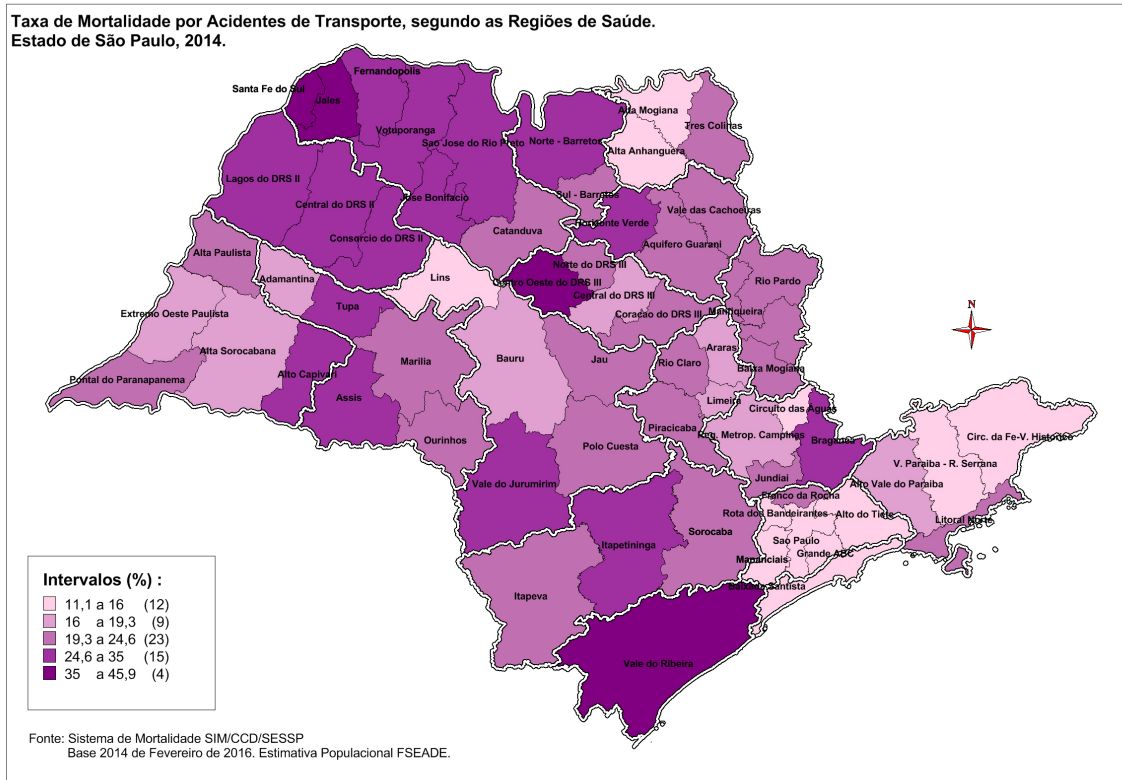 Taxa de Mortalidade por Acidentes de Transporte, segundo as Regiões de Saúde.
Estado de São Paulo, 2014.
Fernandopolis
Santa Fe do Sul
Jales
Alta Mogiana
Tres Colinas
Votuporanga
Sao Jose do Rio Preto
Norte - Barretos
Alta Anhanguera
Lagos do DRS II
Central do DRS II
Jose Bonifacio
Sul - Barretos
Vale das Cachoeiras
Horizonte Verde
Consorcio do DRS II
Catanduva
Aquifero Guarani
Alta Paulista
Adamantina
Lins
Norte do DRS III
Centro Oeste do DRS III
Central do DRS III
Rio Pardo
N
Extremo Oeste Paulista
Tupa
Coracao do DRS III
Mantiqueira
Alta Sorocabana
Marilia
Bauru
Jau
Araras
Rio Claro
Baixa Mogiana
Pontal do Paranapanema
Alto Capivari
Assis
Limeira
Circuito das Aguas
Ourinhos
Polo Cuesta
Piracicaba
Reg. Metrop. Campinas
Braganca
Circ. da Fe-V. Historico
V. Paraiba - R. Serrana
Vale do Jurumirim
Jundiai
Alto Vale do Paraiba
Franco da Rocha
Rota dos Bandeirantes
Alto do Tiete
Litoral Norte
Itapetininga
Sorocaba
Sao Paulo
Grande ABC
Mananciais
Itapeva
Baixada Santista
Vale do Ribeira
Intervalos (%) :
11,1 a 16 (12)
16 a 19,3 (9)
19,3 a 24,6 (23)
24,6 a 35 (15)
35 a 45,9 (4)
Fonte: Sistema de Mortalidade SIM/CCD/SESSP
Base 2014 de Fevereiro de 2016. Estimativa Populacional FSEADE.